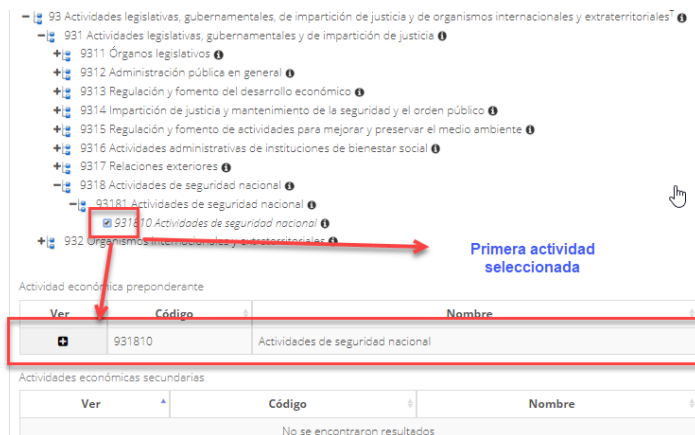 93 Actividades legislativas, gubernamentales, de impartición de justicia y de organismos internacionales y extraterritoriales
931 Actividades legislativas, gubernamentales y de impartición de justicia
9311 Órganos legislativos
9312 Administración pública en general
9313 Regulación y fomento del desarrollo económico
9314 Impartición de justicia y mantenimiento de la seguridad y el orden público
9315 Regulación y fomento de actividades para mejorar y preservar el medio ambiente
9316 Actividades administrativas de instituciones de bienestar social
9317 Relaciones exteriores
9318 Actividades de seguridad nacional
93181 Actividades de seguridad nacional
931810 Actividades de seguridad nacional
932 Organismos internacionales y extraterritoriales
Primera actividad
seleccionada
Actividad económica preponderante
Ver Código Nombre
931810 Actividades de seguridad nacional
Actividades económicas secundarias
Ver Código Nombre
No se encontraron resultados